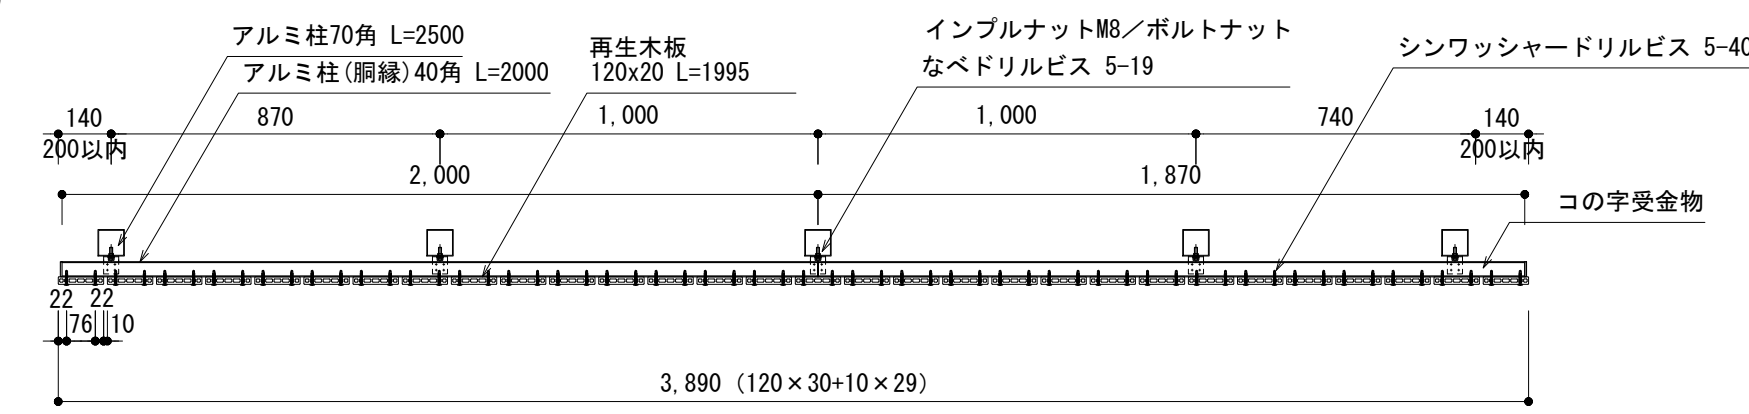 アルミ柱70角 L=2500
アルミ柱(胴縁)40角 L=2000
再生木板
120x20 L=1995
インプルナットM8／ボルトナット
なべドリルビス 5-19
シンワッシャードリルビス 5-40
140
870
1,000
1,000
740
140
200以内
200以内
2,000
1,870
コの字受金物
22
22
76
10
3,890 (120×30+10×29)